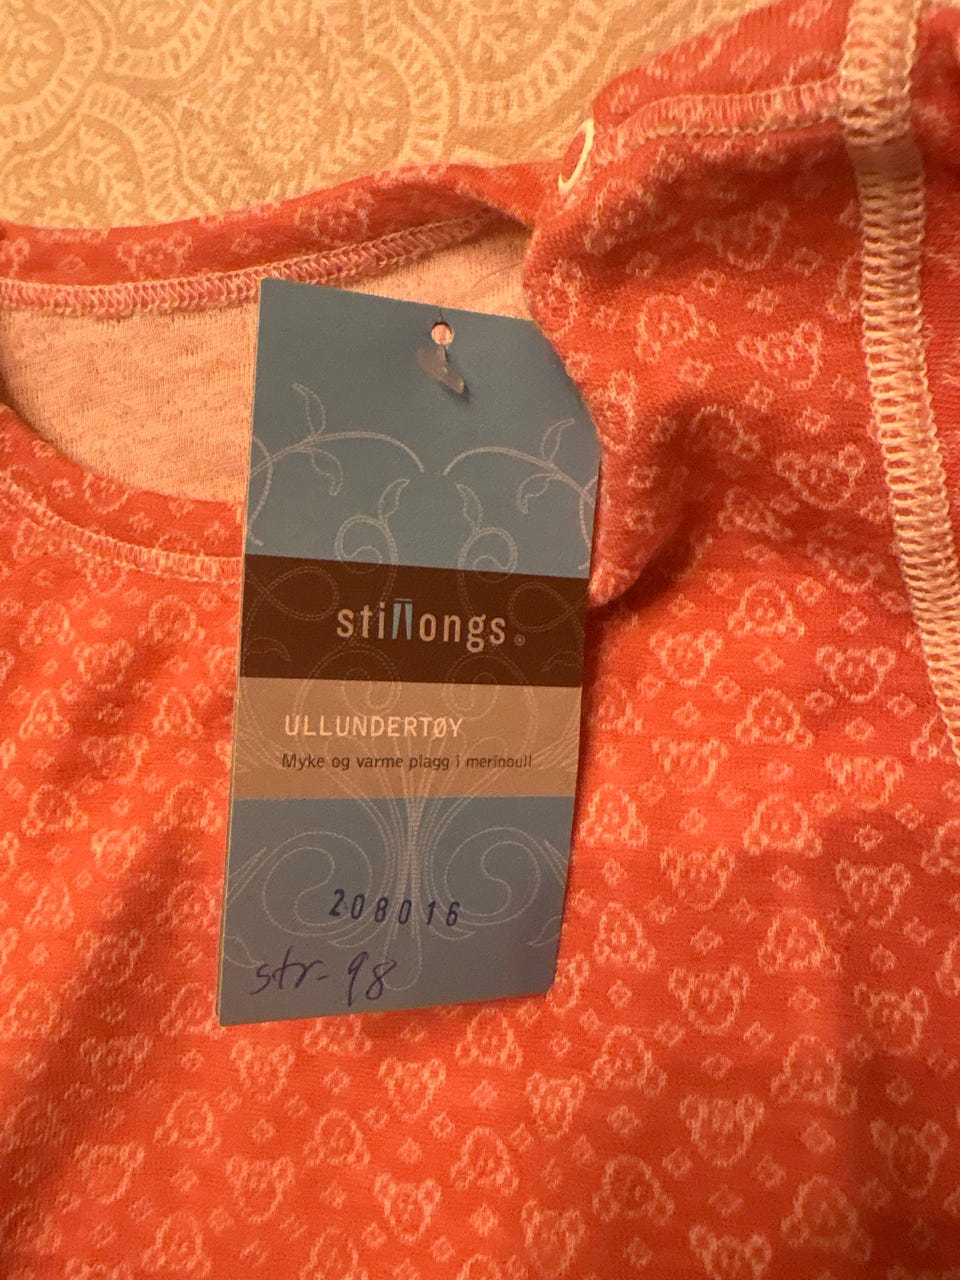 stillongs®
ULLUNDERTØY
Myke og varme plagg i merinoull
208016
str- 98